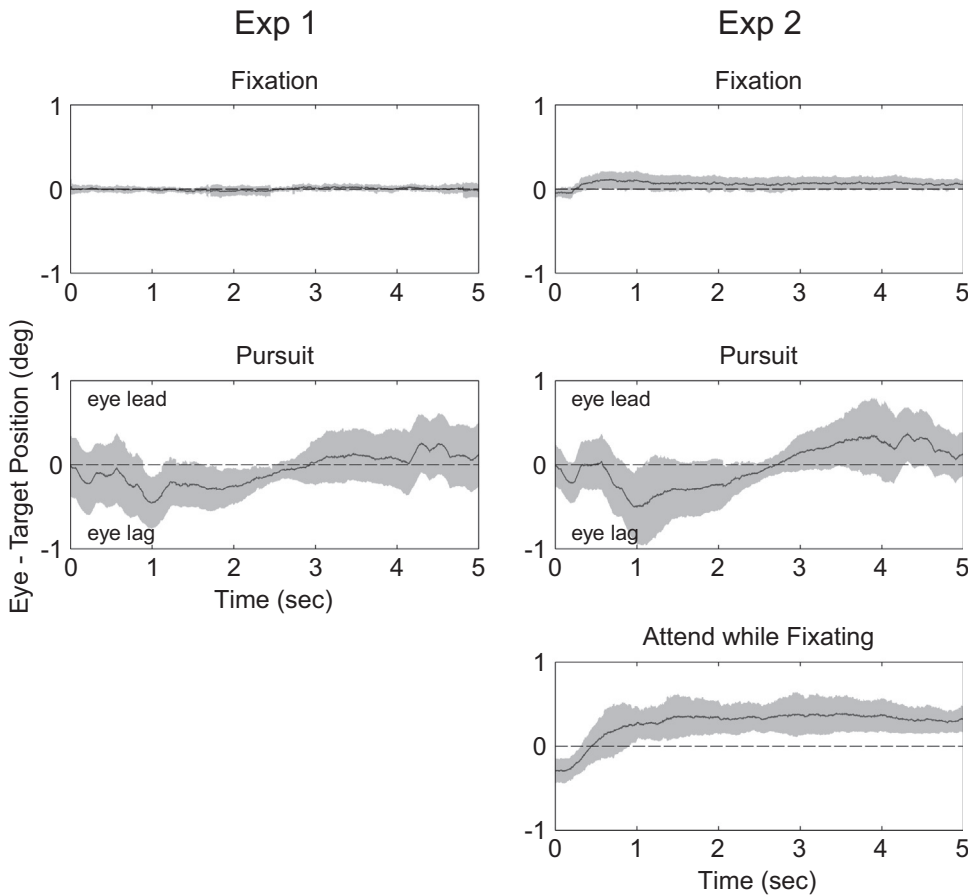 Exp 1
Exp 2
Fixation
Fixation
1
0
-1
0 1 2 3 4 5
1
0
-1
0 1 2 3 4 5
Eye - Target Position (deg)
Pursuit
Pursuit
1
0
-1
eye lead
eye lag
0 1 2 3 4 5
Time (sec)
1
0
-1
eye lead
eye lag
0 1 2 3 4 5
Attend while Fixating
1
0
-1
0 1 2 3 4 5
Time (sec)